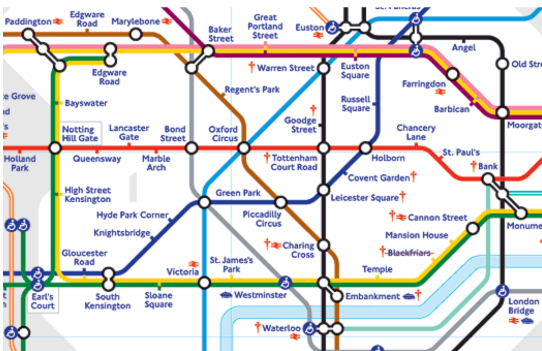 Paddington
Edgware
Road
Marylebone
Baker
Street
Great
Portland
Street
Euston
Angel
Old Str
Edgware
Road
Warren Street
Euston
Square
Farringdon
Barbican
Moorgat
Regent's Park
Russell
Square
Bayswater
Goodge
Street
te Grove
Notting
Hill Gate
Lancaster
Gate
Bond
Street
Oxford
Circus
Chancery
Lane
St. Paul's
Bank
Holland
Park
Queensway
Marble
Arch
Tottenham
Court Road
Holborn
Covent Garden
Leicester Square
High Street
Kensington
Green Park
Hyde Park Corner
Knightsbridge
Piccadilly
Circus
Cannon Street
Mansion House
Blackfriars
Monume
Charing
Cross
Gloucester
Road
Victoria
St. James's
Park
Temple
Earl's
Court
South
Kensington
Sloane
Square
Westminster
Embankment
London
Bridge
Waterloo